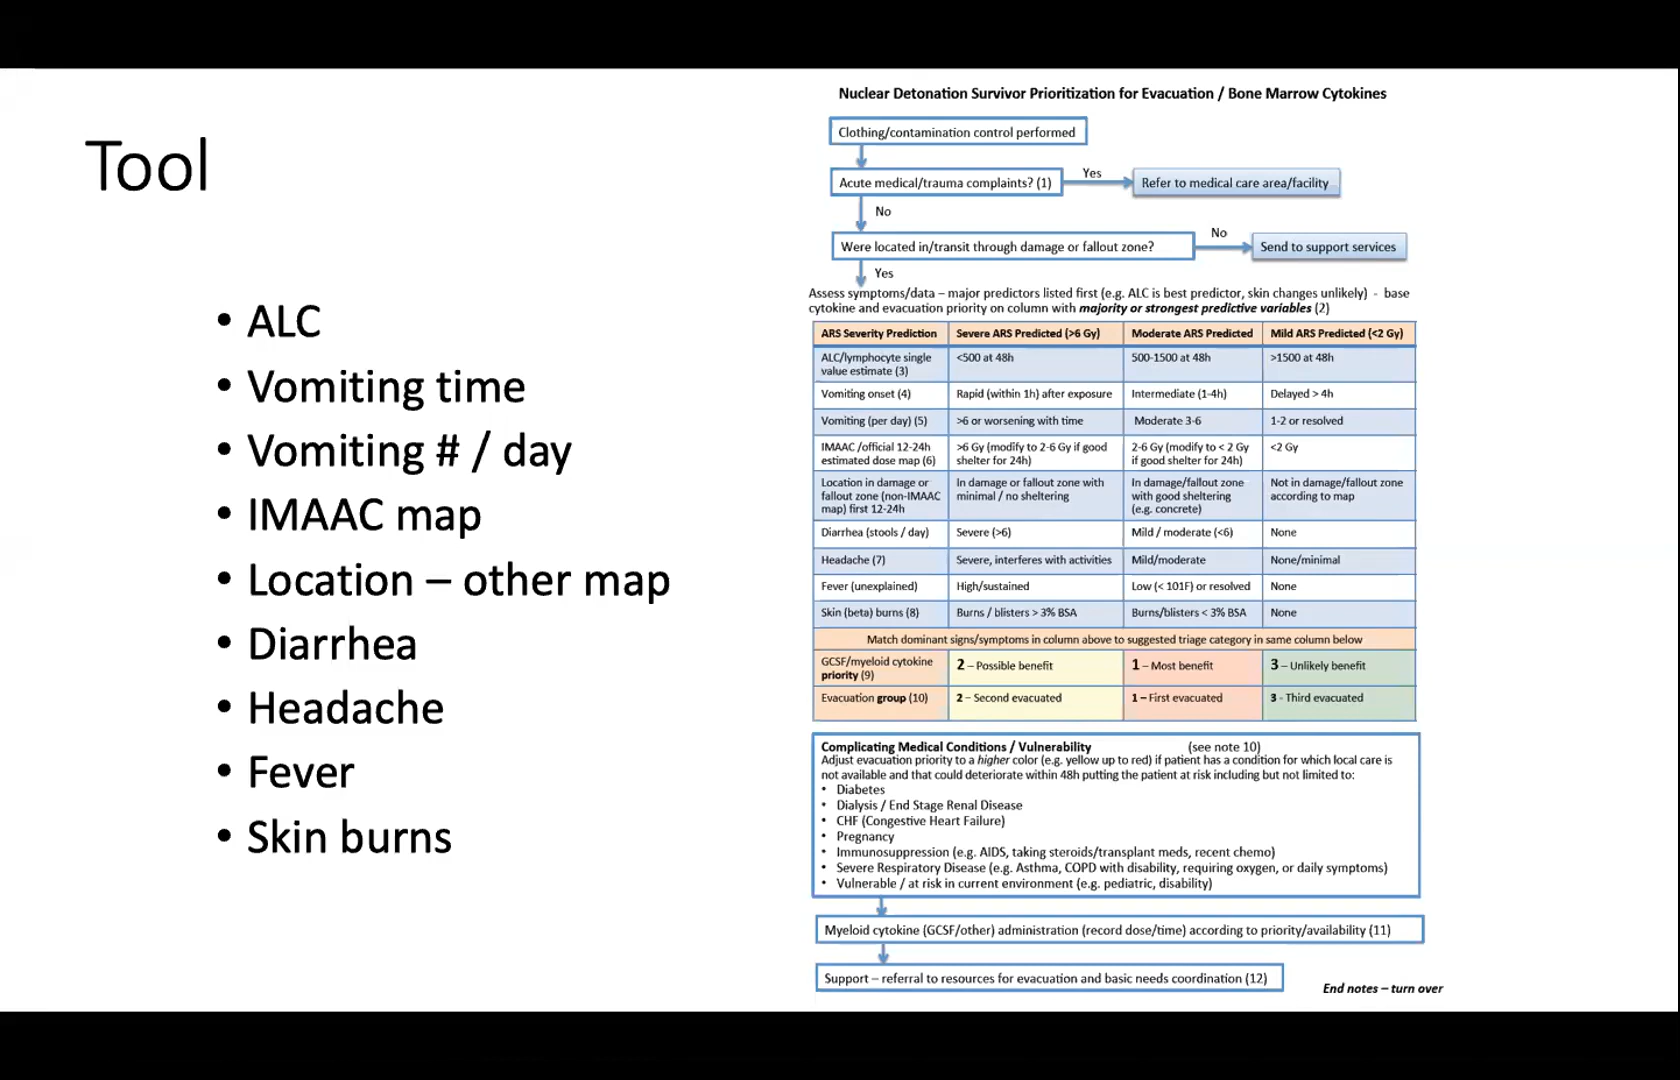 Tool
• ALC
• Vomiting time
• Vomiting # / day
• IMAAC map
• Location – other map
• Diarrhea
• Headache
• Fever
• Skin burns
Nuclear Detonation Survivor Prioritization for Evacuation / Bone Marrow Cytokines
Clothing/contamination control performed
Acute medical/trauma complaints? (1)
Yes
Refer to medical care area/facility
No
Were located in/transit through damage or fallout zone?
No
Send to support services
Yes
Assess symptoms/data – major predictors listed first (e.g. ALC is best predictor, skin changes unlikely) - base
cytokine and evacuation priority on column with majority or strongest predictive variables (2)
ARS Severity Prediction
Severe ARS Predicted (>6 Gy)
Moderate ARS Predicted
Mild ARS Predicted (<2 Gy)
ALC/lymphocyte single
value estimate (3)
<500 at 48h
500-1500 at 48h
>1500 at 48h
Vomiting onset (4)
Rapid (within 1h) after exposure
Intermediate (1-4h)
Delayed > 4h
Vomiting (per day) (5)
>6 or worsening with time
Moderate 3-6
1-2 or resolved
IMAAC /official 12-24h
estimated dose map (6)
>6 Gy (modify to 2-6 Gy if good
shelter for 24h)
2-6 Gy (modify to < 2 Gy
if good shelter for 24h)
<2 Gy
Location in damage or
fallout zone (non-IMAAC
map) first 12-24h
In damage or fallout zone with
minimal / no sheltering
In damage/fallout zone
with good sheltering
(e.g. concrete)
Not in damage/fallout zone
according to map
Diarrhea (stools / day)
Severe (>6)
Mild / moderate (<6)
None
Headache (7)
Severe, interferes with activities
Mild/moderate
None/minimal
Fever (unexplained)
High/sustained
Low (< 101F) or resolved
None
Skin (beta) burns (8)
Burns / blisters > 3% BSA
Burns/blisters < 3% BSA
None
Match dominant signs/symptoms in column above to suggested triage category in same column below
GCSF/myeloid cytokine
priority (9)
2 – Possible benefit
1 – Most benefit
3 – Unlikely benefit
Evacuation group (10)
2 – Second evacuated
1 – First evacuated
3 - Third evacuated
Complicating Medical Conditions / Vulnerability (see note 10)
Adjust evacuation priority to a higher color (e.g. yellow up to red) if patient has a condition for which local care is
not available and that could deteriorate within 48h putting the patient at risk including but not limited to:
• Diabetes
• Dialysis / End Stage Renal Disease
• CHF (Congestive Heart Failure)
• Pregnancy
• Immunosuppression (e.g. AIDS, taking steroids/transplant meds, recent chemo)
• Severe Respiratory Disease (e.g. Asthma, COPD with disability, requiring oxygen, or daily symptoms)
• Vulnerable / at risk in current environment (e.g. pediatric, disability)
Myeloid cytokine (GCSF/other) administration (record dose/time) according to priority/availability (11)
Support – referral to resources for evacuation and basic needs coordination (12)
End notes – turn over